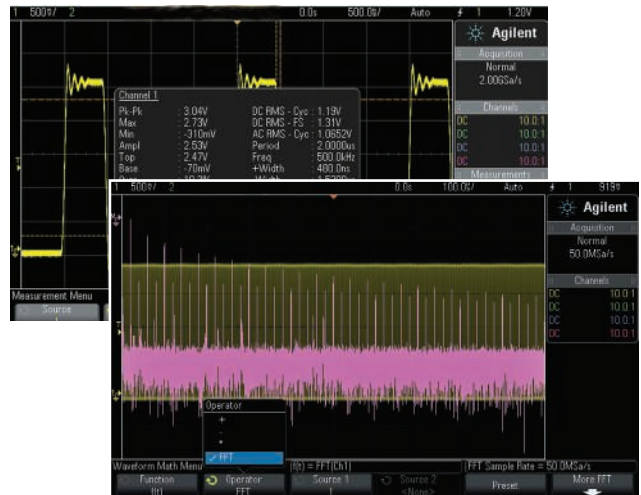 1 500▽/ 2 0.0s 500.0▽/ Auto 1 1.20V
Agilent
Acquisition
Normal
2.00GSa/s
Channels
DC 10.0:1
DC 10.0:1
DC 10.0:1
DC 10.0:1
Measurements
Channel 1
Pk-Pk : 3.04V DC RMS - Cyc : 1.19V
Max : 2.73V DC RMS - FS : 1.31V
Min : -310mV AC RMS - Cyc : 1.0652V
Ampl : 2.53V Period : 2.0000us
Top : 2.47V Freq : 500.0kHz
Base : -70mV +Width : 480.0ns
Measurement Menu
Source
1 500▽/ 2 0.0s 100.0▽/ Auto 1 919▽
Agilent
Acquisition
Normal
50.0MSa/s
Channels
DC 10.0:1
DC 10.0:1
DC 10.0:1
DC 10.0:1
Operator
+
-
*
FFT
Waveform Math Menu f(t) = FFT(Ch1) FFT Sample Rate = 50.0MSa/s
Function Operator Source 1 Source 2 Preset More FFT
f(t) FFT 1 <None>